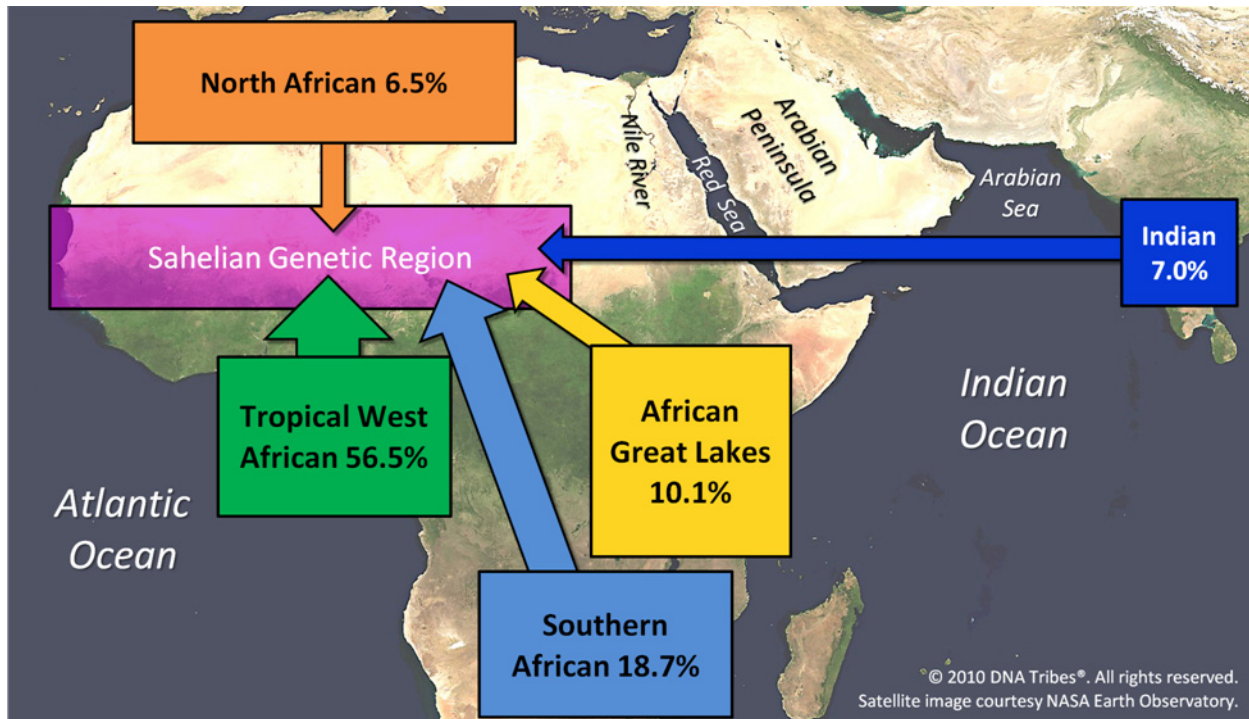 North African 6.5%
Nile River
Red Sea
Arabian
Peninsula
Arabian
Sea
Sahelian Genetic Region
Indian
7.0%
Tropical West
African 56.5%
African
Great Lakes
10.1%
Indian
Ocean
Atlantic
Ocean
Southern
African 18.7%
© 2010 DNA Tribes®. All rights reserved.
Satellite image courtesy NASA Earth Observatory.